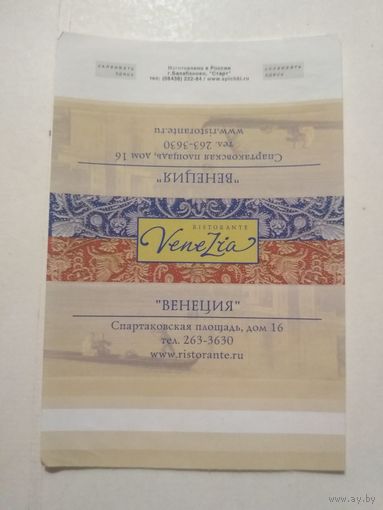 Изготовлено в России
г.Балабаново, "Старт"
тел: (08438) 222-84 / www.spichki.ru
www.ristorante.ru
тел. 263-3630
Спартаковская площадь, дом 16
"ВЕНЕЦИЯ"
RISTORANTE
Venezia
"ВЕНЕЦИЯ"
Спартаковская площадь, дом 16
тел. 263-3630
www.ristorante.ru
www.ay.by